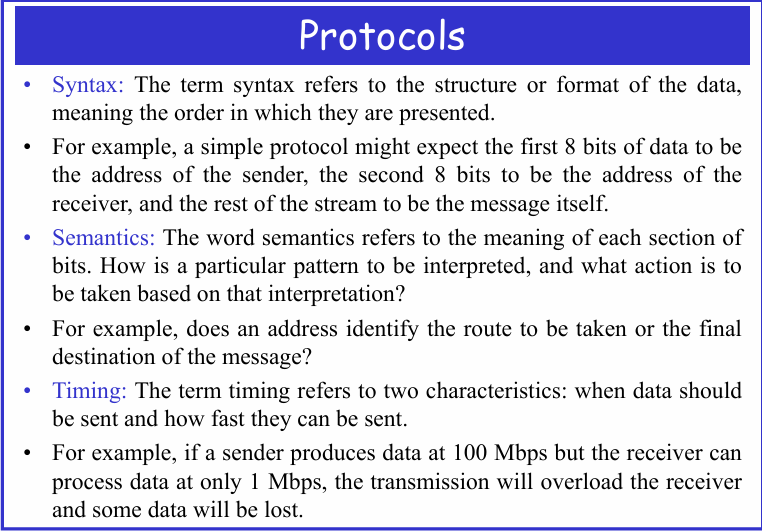 Protocols
• Syntax: The term syntax refers to the structure or format of the data,
meaning the order in which they are presented.
• For example, a simple protocol might expect the first 8 bits of data to be
the address of the sender, the second 8 bits to be the address of the
receiver, and the rest of the stream to be the message itself.
• Semantics: The word semantics refers to the meaning of each section of
bits. How is a particular pattern to be interpreted, and what action is to
be taken based on that interpretation?
• For example, does an address identify the route to be taken or the final
destination of the message?
• Timing: The term timing refers to two characteristics: when data should
be sent and how fast they can be sent.
• For example, if a sender produces data at 100 Mbps but the receiver can
process data at only 1 Mbps, the transmission will overload the receiver
and some data will be lost.